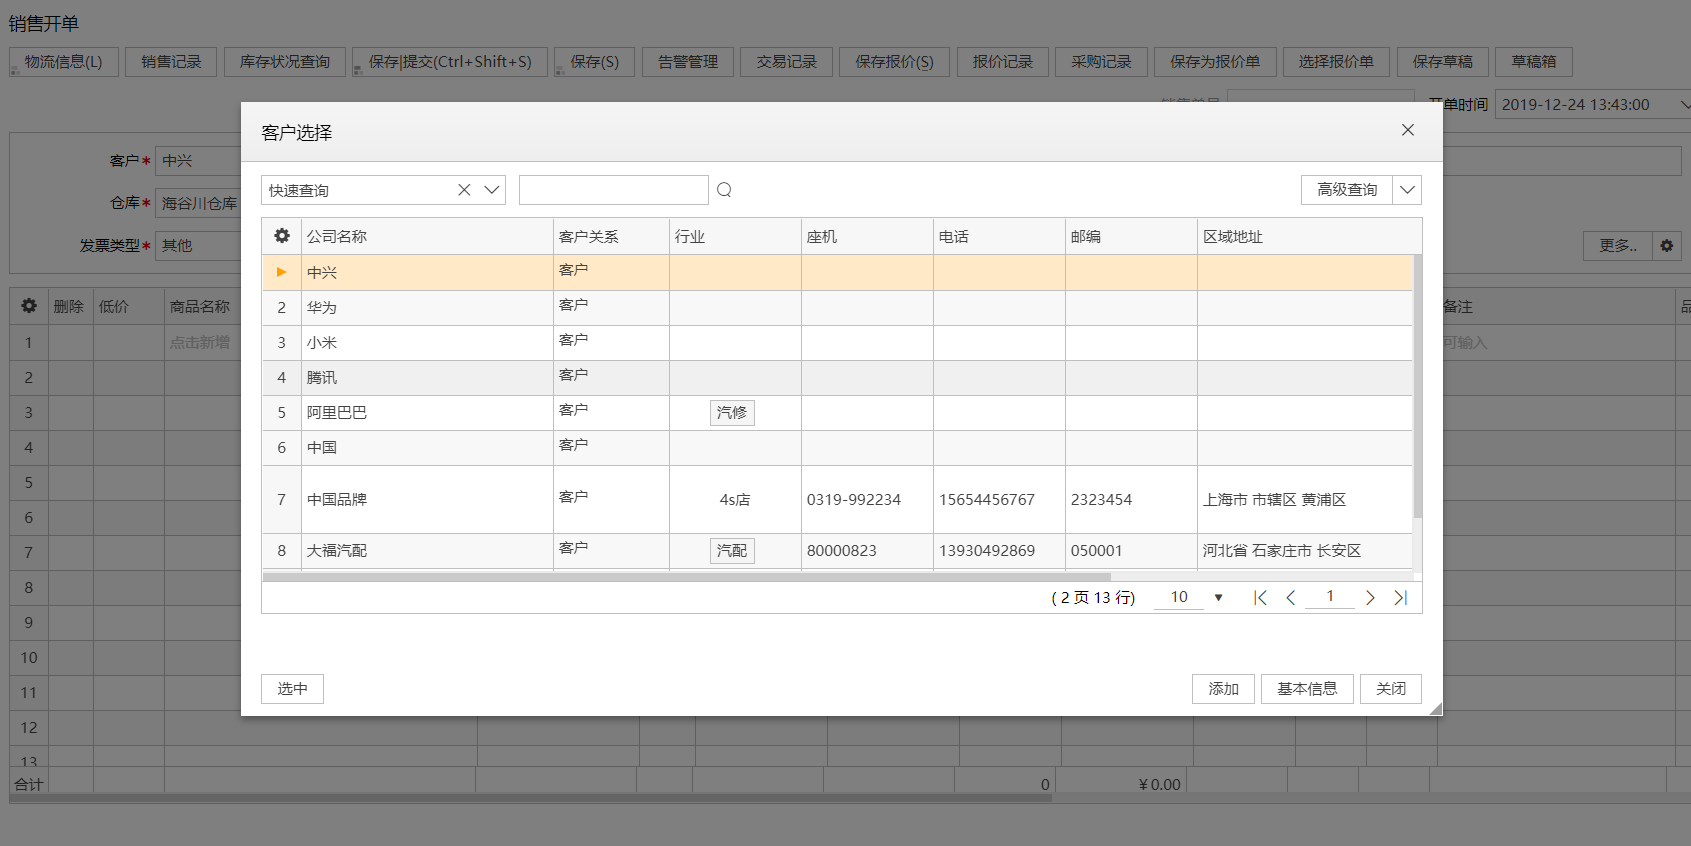 销售开单
物流信息(L) 销售记录 库存状况查询 保存|提交(Ctrl+Shift+S) 保存(S) 告警管理 交易记录 保存报价(S) 报价记录 采购记录 保存为报价单 选择报价单 保存草稿 草稿箱
开单时间 2019-12-24 13:43:00
客户* 中兴
仓库* 海谷川仓库
发票类型* 其他
更多..
删除 低价 商品名称 备注 品
1 点击新增 可输入
2
3
4
5
6
7
8
9
10
11
12
13
合计 0 ¥0.00
客户选择
快速查询 高级查询
公司名称 客户关系 行业 座机 电话 邮编 区域地址
中兴 客户
2 华为 客户
3 小米 客户
4 腾讯 客户
5 阿里巴巴 客户 汽修
6 中国 客户
7 中国品牌 客户 4s店 0319-992234 15654456767 2323454 上海市 市辖区 黄浦区
8 大福汽配 客户 汽配 80000823 13930492869 050001 河北省 石家庄市 长安区
( 2 页 13 行) 10 1
选中 添加 基本信息 关闭